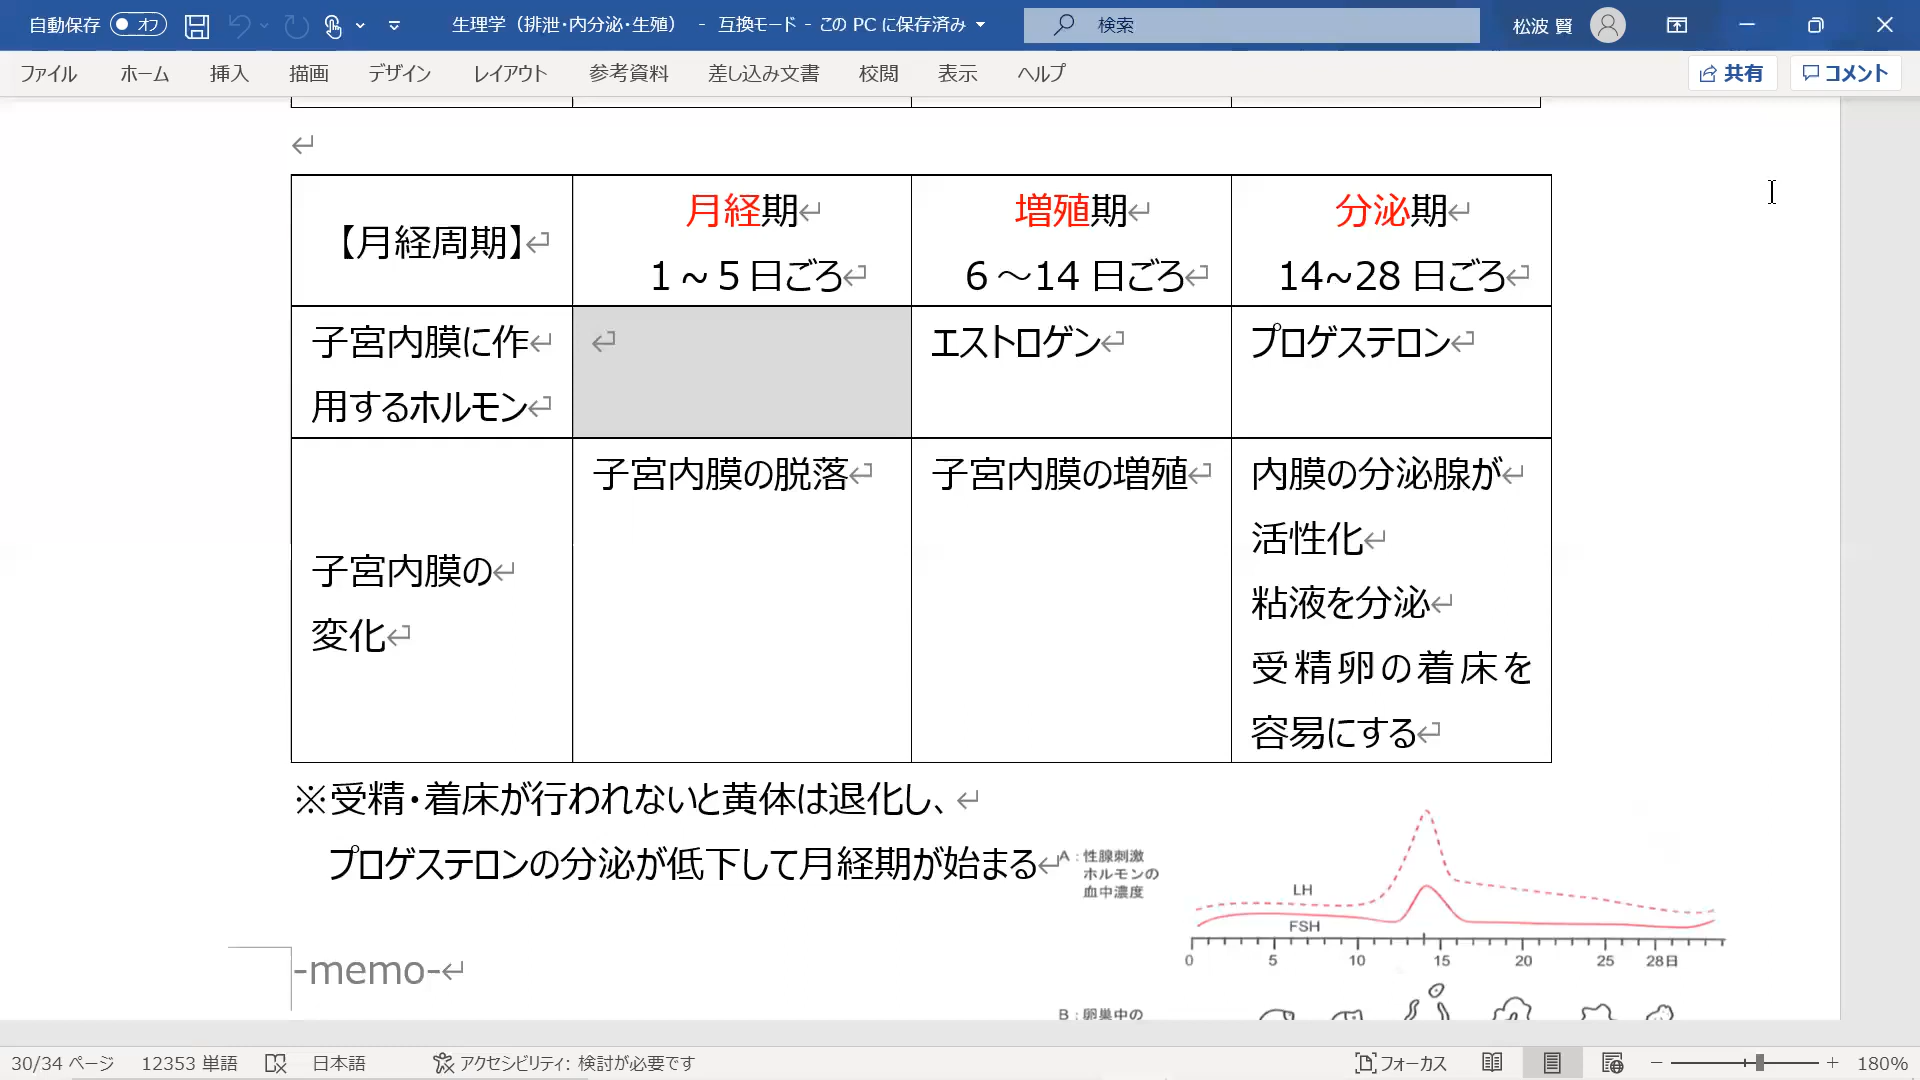 自動保存 オフ 生理学（排泄・内分泌・生殖） - 互換モード - この PC に保存済み 検索 松波 賢
ファイル ホーム 挿入 描画 デザイン レイアウト 参考資料 差し込み文書 校閲 表示 ヘルプ 共有 コメント
【月経周期】
月経期
1～5日ごろ
増殖期
6～14 日ごろ
分泌期
14~28 日ごろ
子宮内膜に作
用するホルモン
エストロゲン
プロゲステロン
子宮内膜の
変化
子宮内膜の脱落
子宮内膜の増殖
内膜の分泌腺が
活性化
粘液を分泌
受精卵の着床を
容易にする
※受精・着床が行われないと黄体は退化し、
プロゲステロンの分泌が低下して月経期が始まる
A：性腺刺激
ホルモンの
血中濃度
LH
FSH
0 5 10 15 20 25 28日
-memo-
B：卵巣中の
30/34 ページ 12353 単語 日本語 アクセシビリティ: 検討が必要です フォーカス 180%